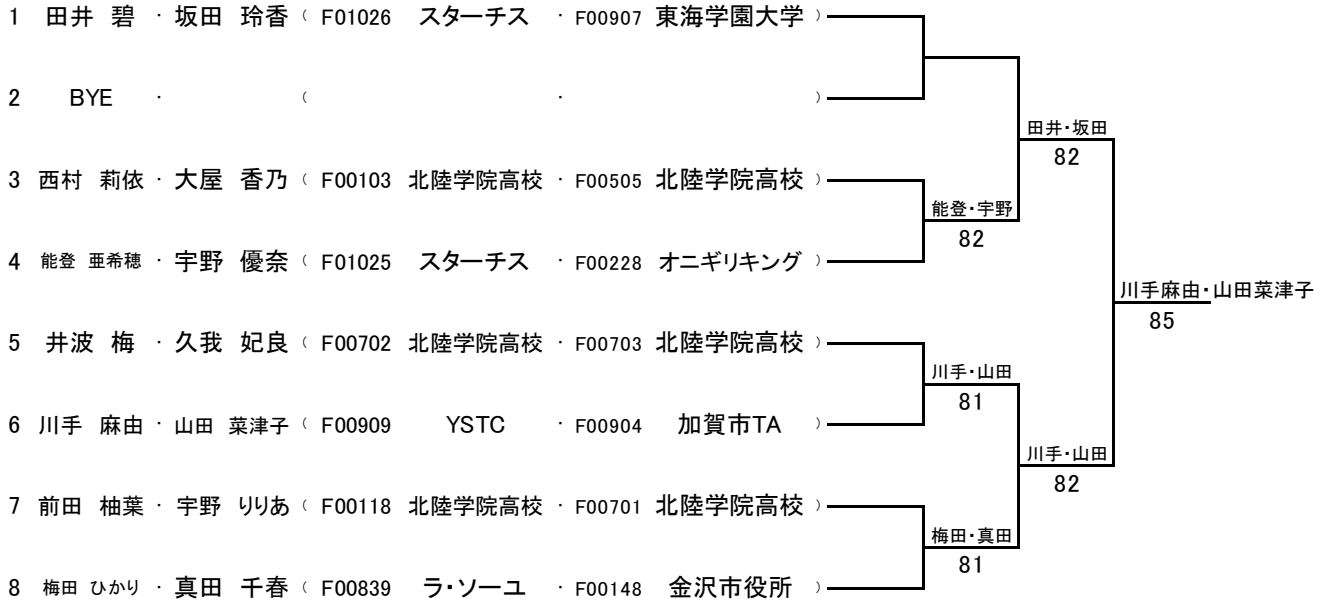 1 田井 碧 ・ 坂田 玲香 ( F01026 スターチス ・ F00907 東海学園大学 )
2 BYE ・ ( ・ )
田井・坂田
82
3 西村 莉依 ・ 大屋 香乃 ( F00103 北陸学院高校 ・ F00505 北陸学院高校 )
能登・宇野
82
4 能登 亜希穂 ・ 宇野 優奈 ( F01025 スターチス ・ F00228 オニギリキング )
川手麻由・山田菜津子
85
5 井波 梅 ・ 久我 妃良 ( F00702 北陸学院高校 ・ F00703 北陸学院高校 )
川手・山田
81
6 川手 麻由 ・ 山田 菜津子 ( F00909 YSTC ・ F00904 加賀市TA )
川手・山田
82
7 前田 柚葉 ・ 宇野 りりあ ( F00118 北陸学院高校 ・ F00701 北陸学院高校 )
梅田・真田
81
8 梅田 ひかり ・ 真田 千春 ( F00839 ラ・ソーユ ・ F00148 金沢市役所 )